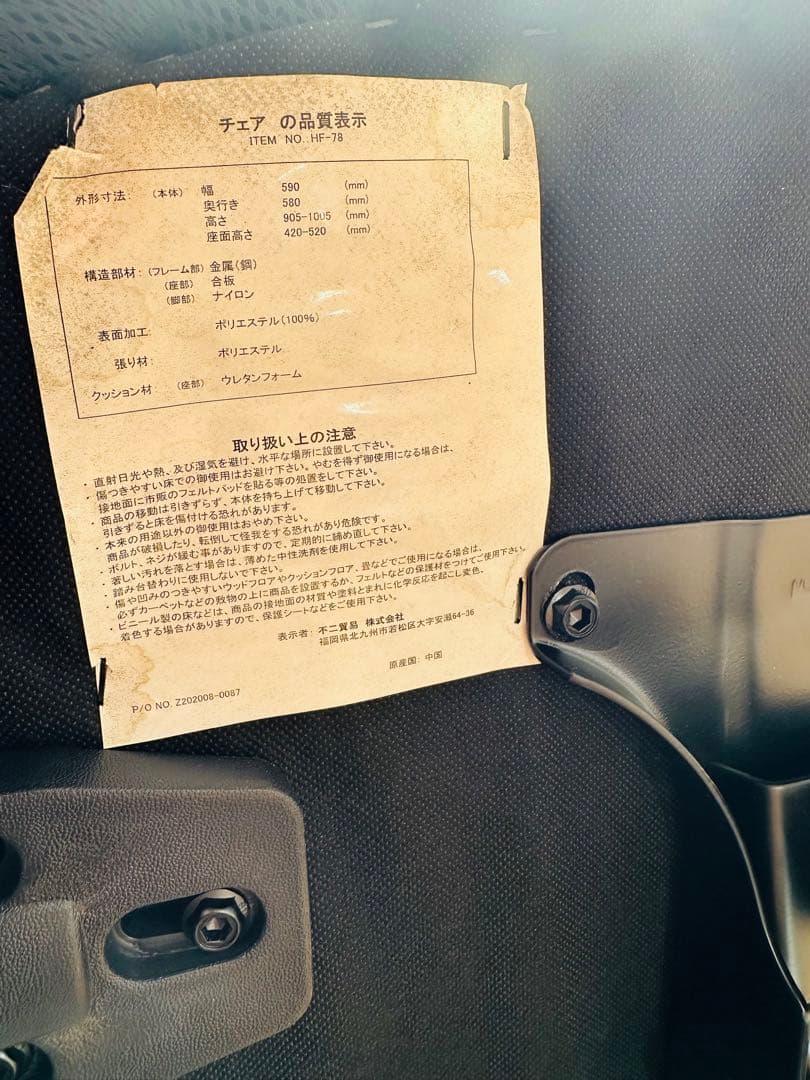 チェア の品質表示
ITEM NO. HF-78
外形寸法: (本体) 幅 590 (mm)
奥行き 580 (mm)
高さ 905-1005 (mm)
座面高さ 420-520 (mm)
構造部材: (フレーム部) 金属(鋼)
(座部) 合板
(脚部) ナイロン
表面加工: ポリエステル(100%)
張り材: ポリエステル
クッション材 (座部) ウレタンフォーム
取り扱い上の注意
・直射日光や熱、及び湿気を避け、水平な場所に設置して下さい。
・傷つきやすい床での御使用はお避け下さい。やむを得ず御使用になる場合は、
接地面に市販のフェルトパッドを貼る等の処置をして下さい。
・商品の移動は引きずらず、本体を持ち上げて移動して下さい。
引きずると床を傷付ける恐れがあります。
・本来の用途以外の御使用はおやめ下さい。
商品が破損したり、転倒して怪我をする恐れがあり危険です。
・ボルト、ネジが緩む事がありますので、定期的に締め直して下さい。
・著しい汚れを落とす場合は、薄めた中性洗剤を使用して下さい。
・踏み台替わりに使用しないで下さい。
・傷や凹みのつきやすいウッドフロアやクッションフロア、畳などでご使用になる場合は、
必ずカーペットなどの敷物の上に商品を設置するか、フェルトなどの保護材をつけてご使用下さい。
・ビニール製の床などは、商品の接地面の材質や塗料とまれに化学反応を起こし変色、
着色する場合がありますので、保護シートなどをご使用下さい。
表示者: 不二貿易 株式会社
福岡県北九州市若松区大字安瀬64-36
原産国: 中国
P/O NO. Z202008-0087